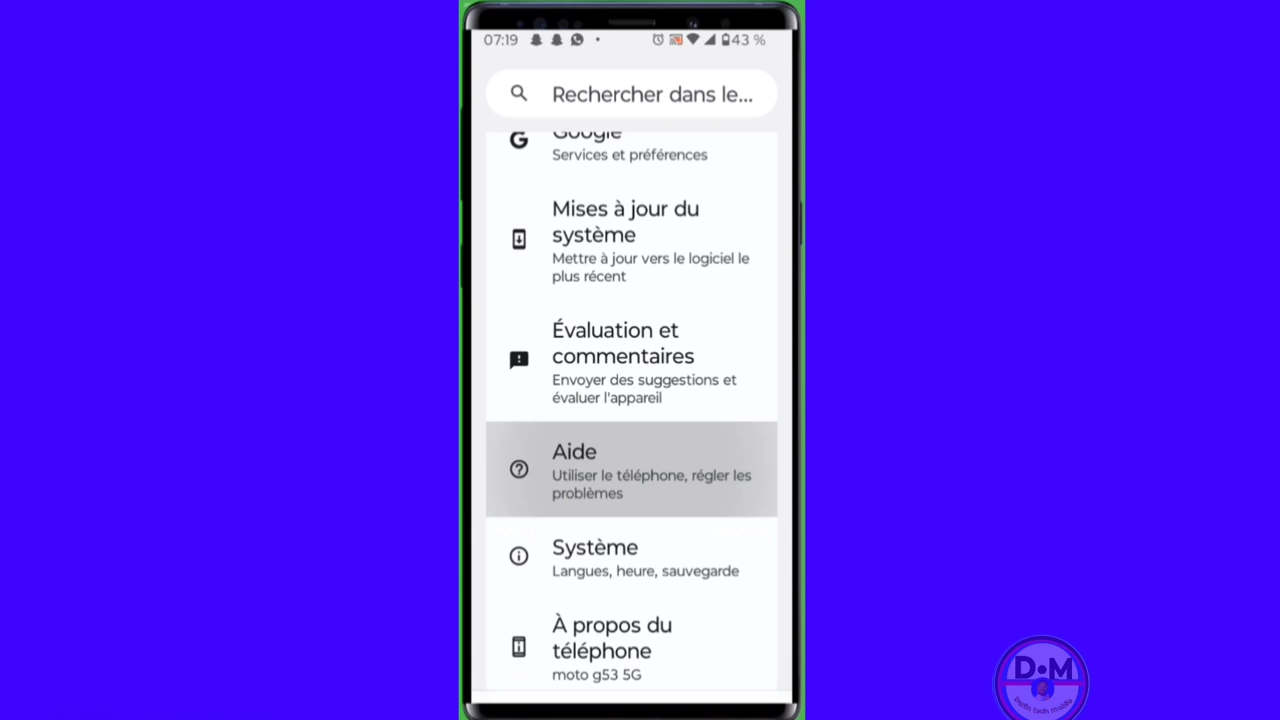 07:19
43 %
Rechercher dans le...
Google
Services et préférences
Mises à jour du
système
Mettre à jour vers le logiciel le
plus récent
Évaluation et
commentaires
Envoyer des suggestions et
évaluer l'appareil
Aide
Utiliser le téléphone, régler les
problèmes
Système
Langues, heure, sauvegarde
À propos du
téléphone
moto g53 5G
D•M